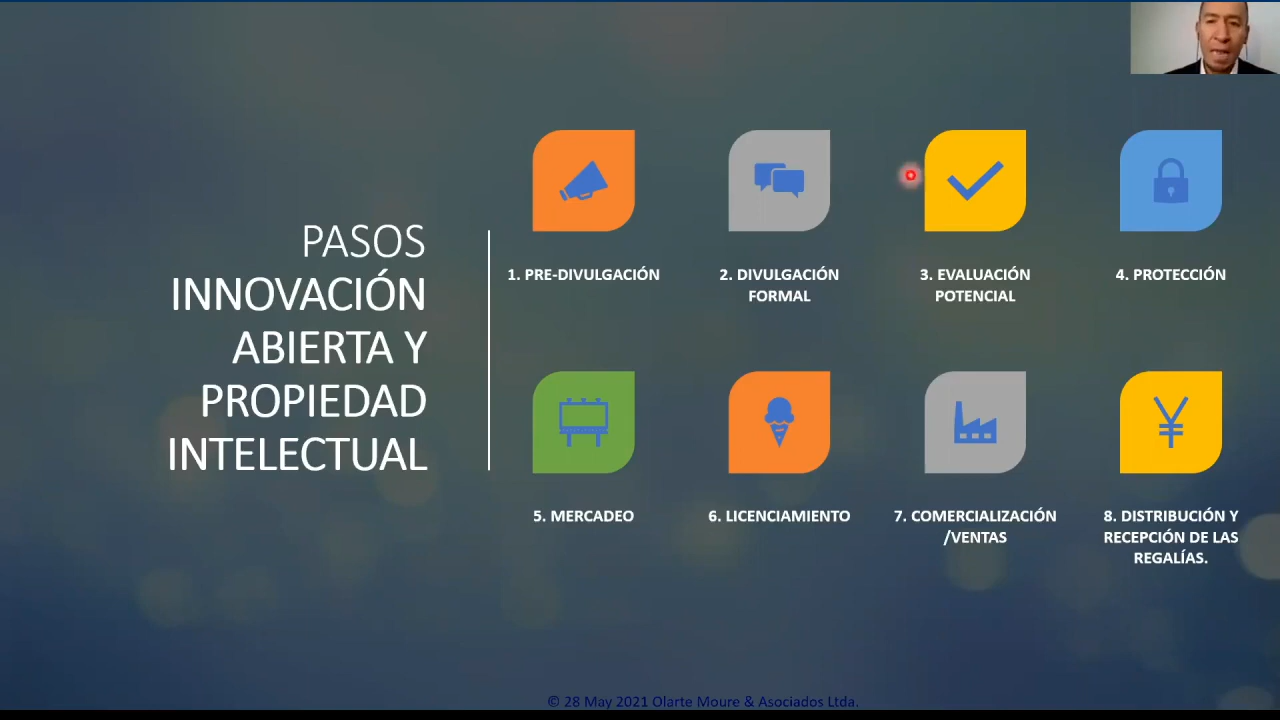 PASOS
INNOVACIÓN
ABIERTA Y
PROPIEDAD
INTELECTUAL
1. PRE-DIVULGACIÓN
2. DIVULGACIÓN
FORMAL
3. EVALUACIÓN
POTENCIAL
4. PROTECCIÓN
5. MERCADEO
6. LICENCIAMIENTO
7. COMERCIALIZACIÓN
/VENTAS
8. DISTRIBUCIÓN Y
RECEPCIÓN DE LAS
REGALÍAS.
© 28 May 2021 Olarte Moure & Asociados Ltda.